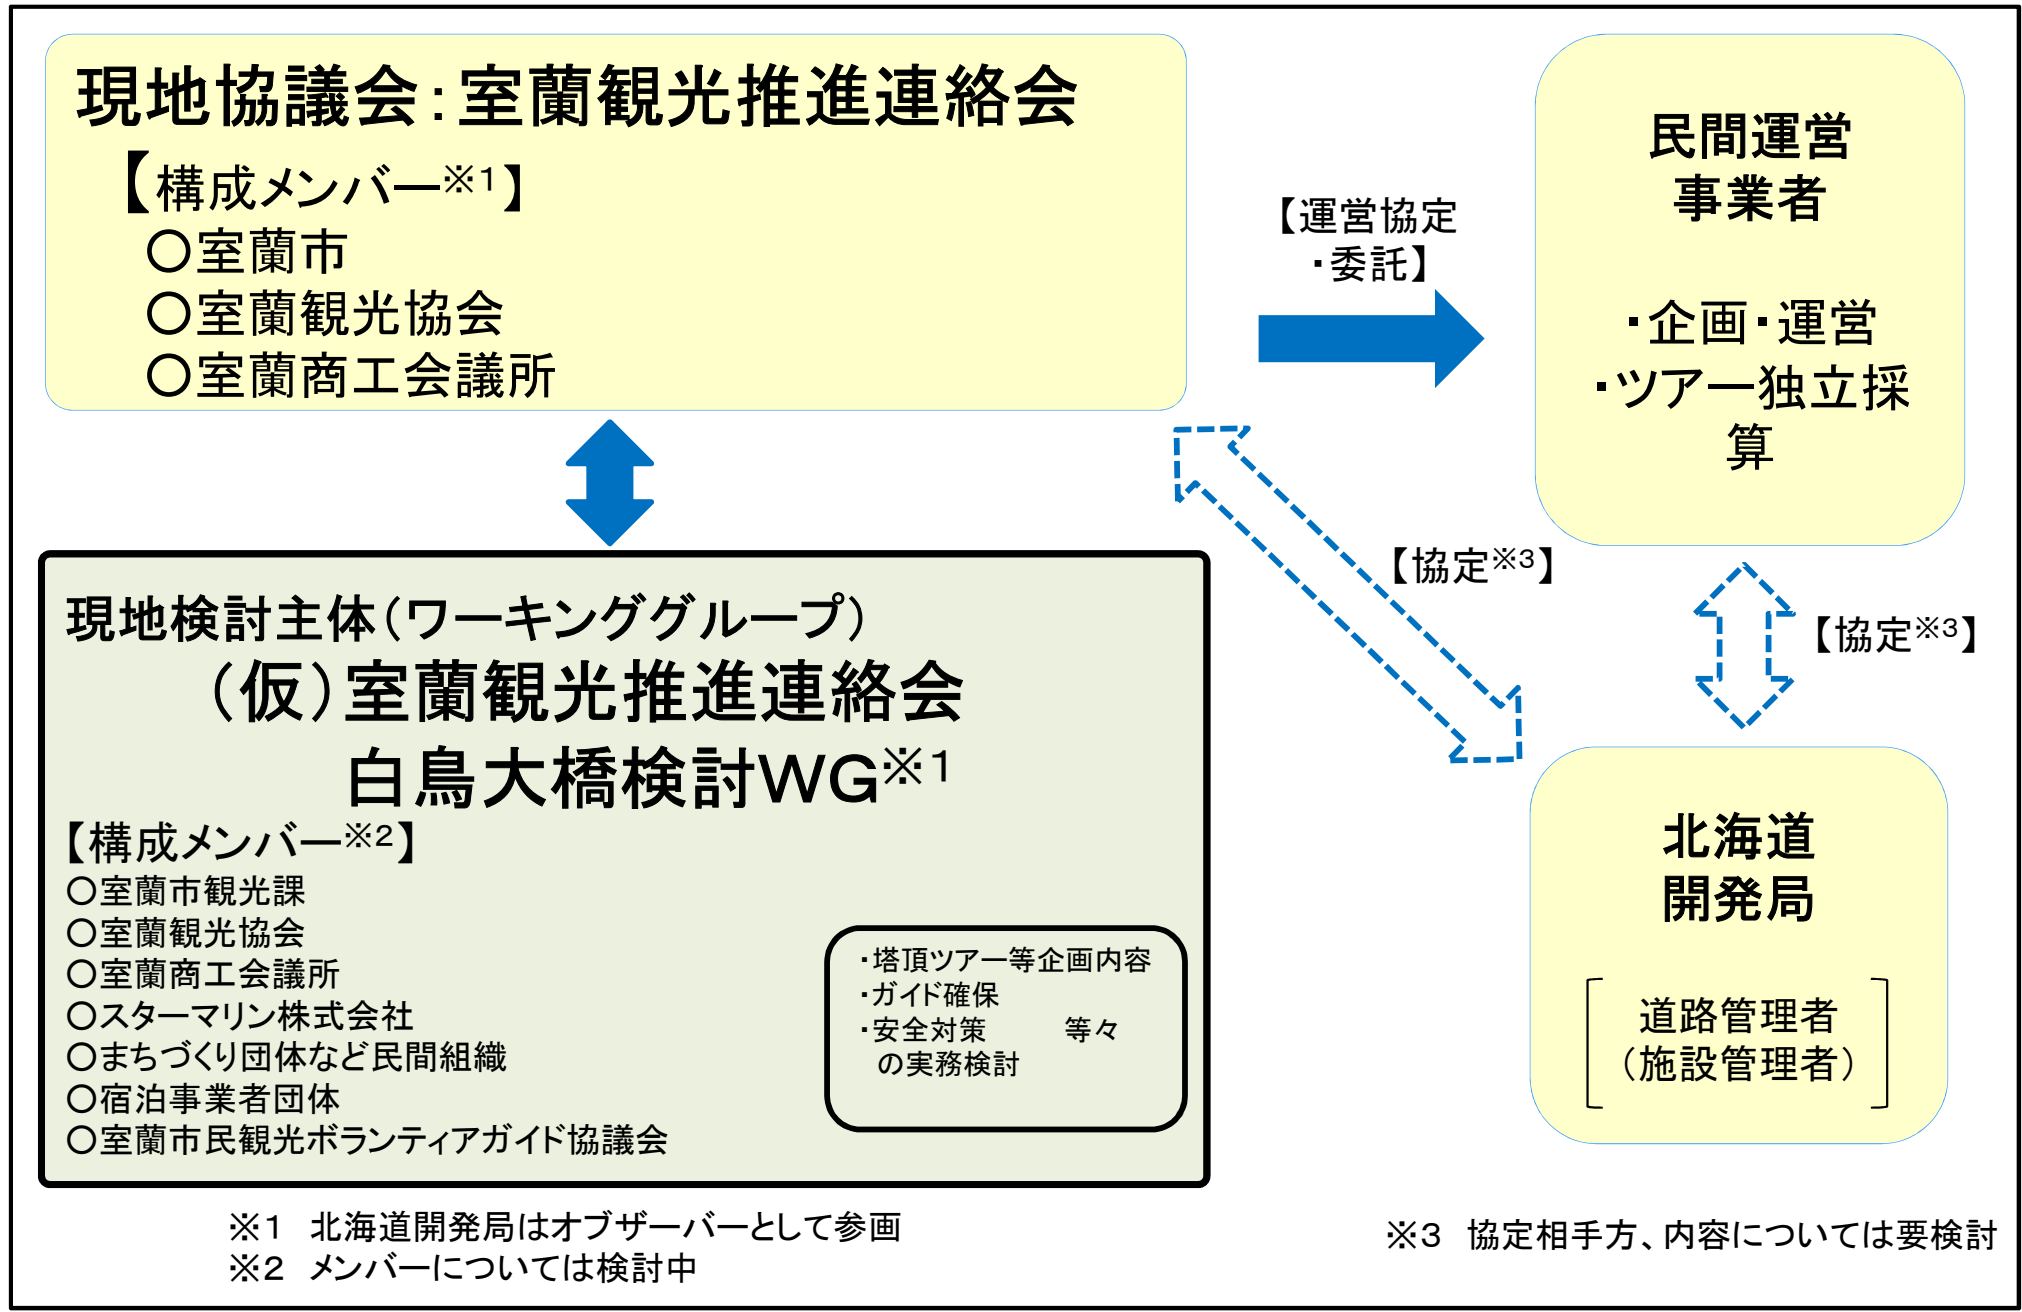 現地協議会：室蘭観光推進連絡会
【構成メンバー※1】
○室蘭市
○室蘭観光協会
○室蘭商工会議所
【運営協定
・委託】
民間運営
事業者
・企画・運営
・ツアー独立採
算
【協定※3】
【協定※3】
現地検討主体（ワーキンググループ）
（仮）室蘭観光推進連絡会
白鳥大橋検討WG※1
【構成メンバー※2】
○室蘭市観光課
○室蘭観光協会
○室蘭商工会議所
○スターマリン株式会社
○まちづくり団体など民間組織
○宿泊事業者団体
○室蘭市民観光ボランティアガイド協議会
・塔頂ツアー等企画内容
・ガイド確保
・安全対策　　等々
の実務検討
北海道
開発局
道路管理者
（施設管理者）
※1　北海道開発局はオブザーバーとして参画
※2　メンバーについては検討中
※3　協定相手方、内容については要検討